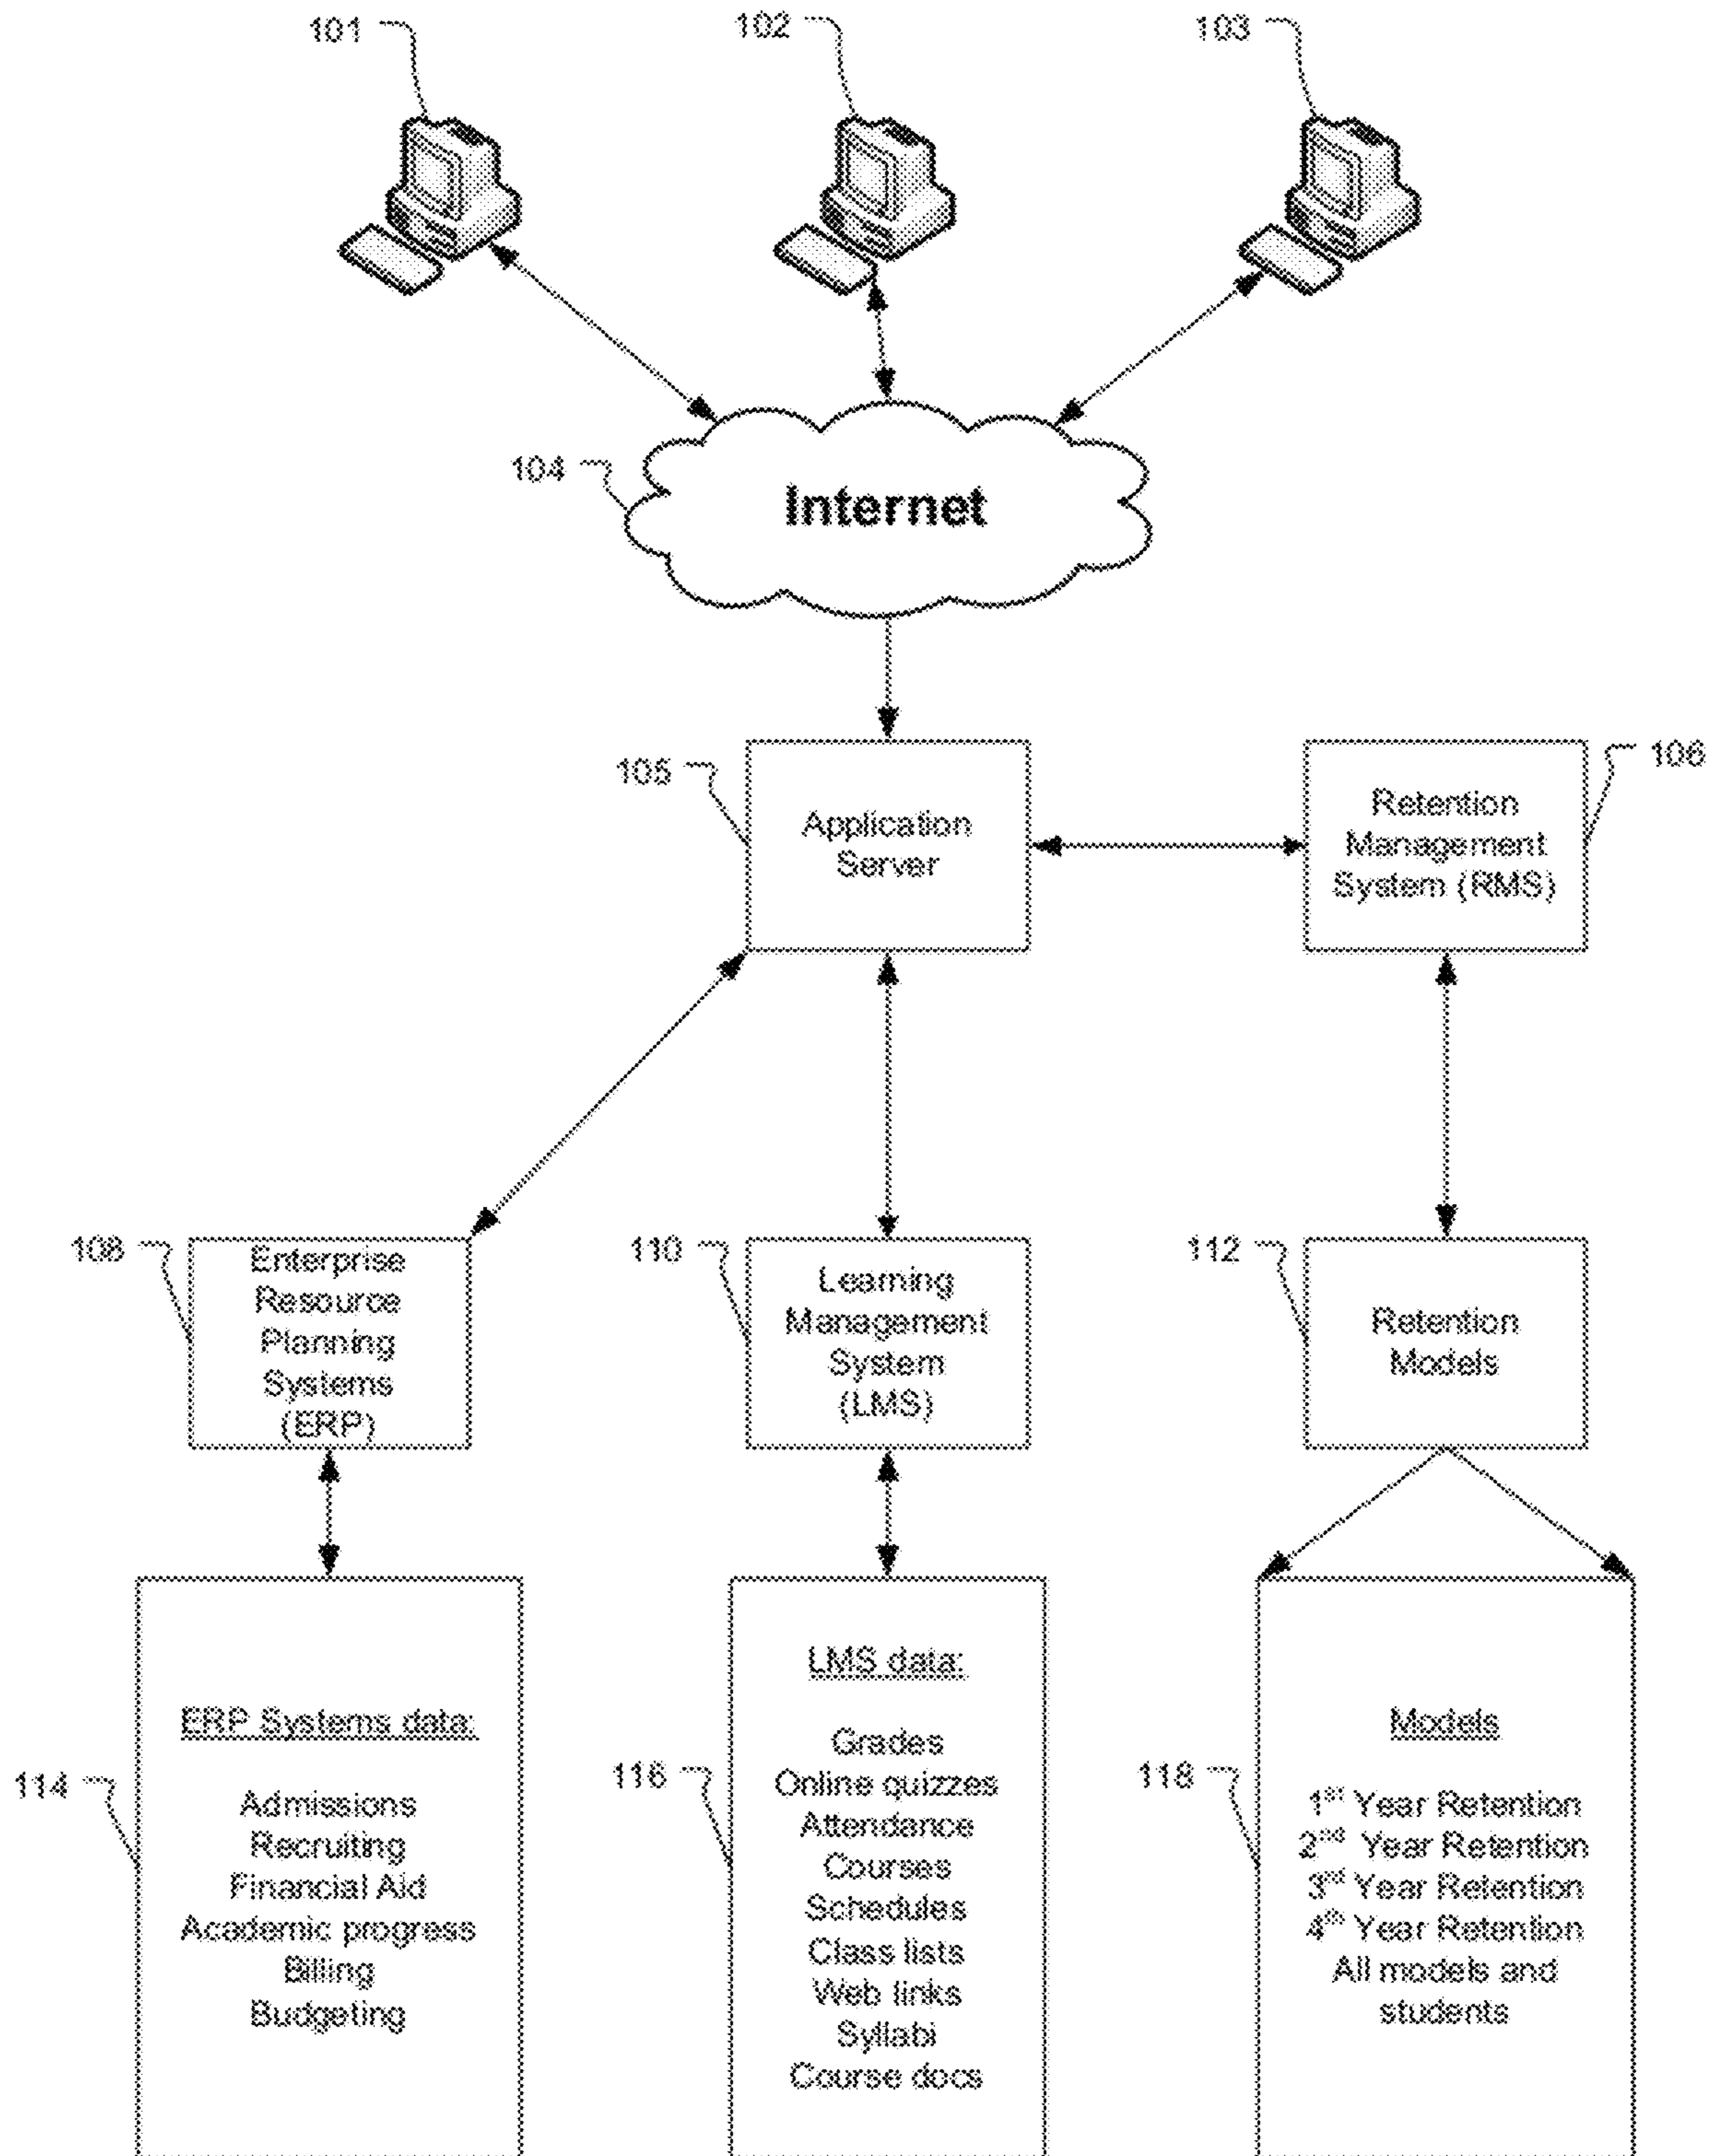 101
102
103
104
Internet
105
Application
Server
106
Retention
Management
System (RMS)
108
Enterprise
Resource
Planning
Systems
(ERP)
110
Learning
Management
System
(LMS)
112
Retention
Models
114
ERP Systems data:
Admissions
Recruiting
Financial Aid
Academic progress
Billing
Budgeting
116
LMS data:
Grades
Online quizzes
Attendance
Courses
Schedules
Class lists
Web links
Syllabi
Course docs
118
Models
1st Year Retention
2nd Year Retention
3rd Year Retention
4th Year Retention
All models and
students